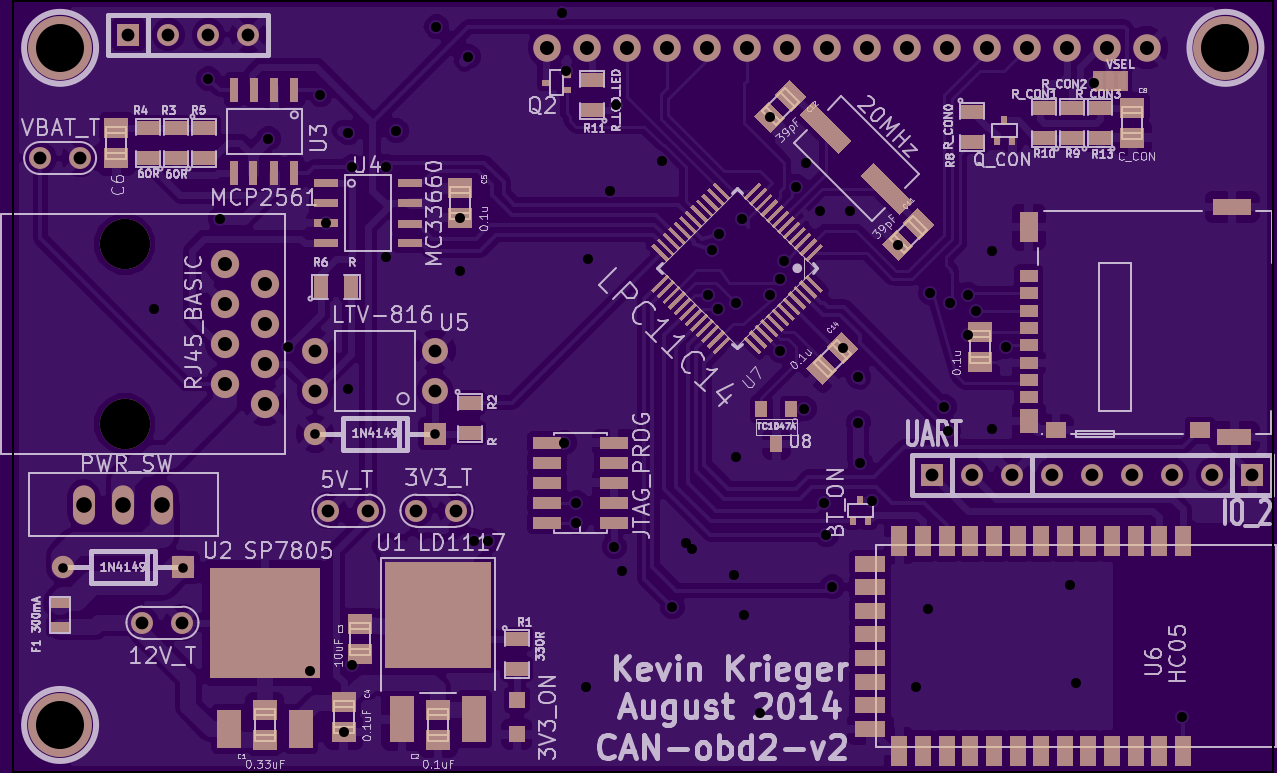 VSEL
R_CON2
R_CON1
R_CON3
C8
Q2
R_LCD_LED
R11
39pF
20MHz
R_CON0
R8
Q_CON
R10
R9
R13
C_CON
R4
R3
R5
VBAT_T
U3
C6
60R
60R
MCP2561
U4
MC33660
C5
0.1u
39pF
R6
R
RJ45_BASIC
LTV-816
U5
LPC11C14
U7
C14
0.1u
0.1u
R2
R
1N4149
TC1047A
U8
UART
JTAG_PROG
PWR_SW
5V_T
3V3_T
BT_ON
IO_2
U2 SP7805
U1 LD1117
1N4149
F1 300mA
12V_T
10uF
R1
330R
C4
0.1uF
3V3_ON
0.33uF
0.1uF
Kevin Krieger
August 2014
CAN-obd2-v2
U6
HC05